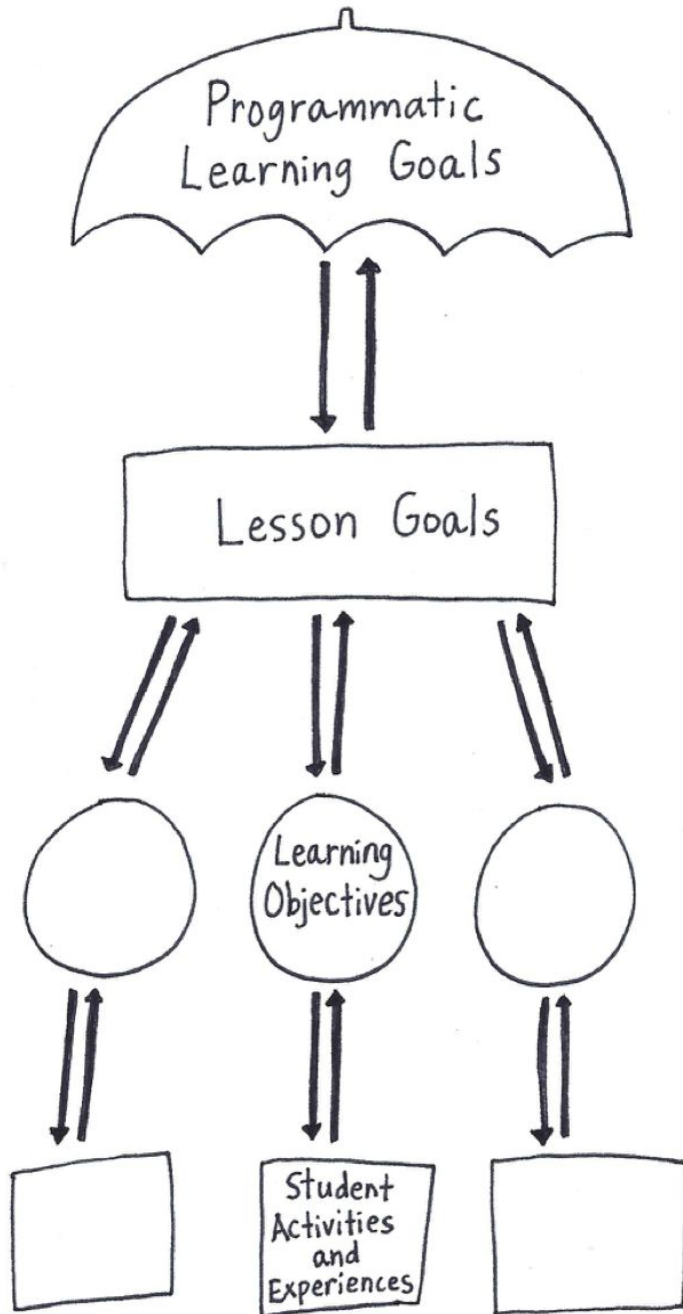 Programmatic
Learning Goals
Lesson Goals
Learning
Objectives
Student
Activities
and
Experiences